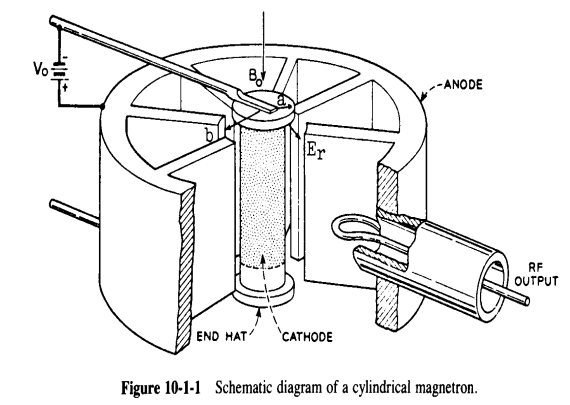 B₀
V₀
-
+
a
ANODE
b
Er
RF
OUTPUT
END HAT
CATHODE
Figure 10-1-1 Schematic diagram of a cylindrical magnetron.